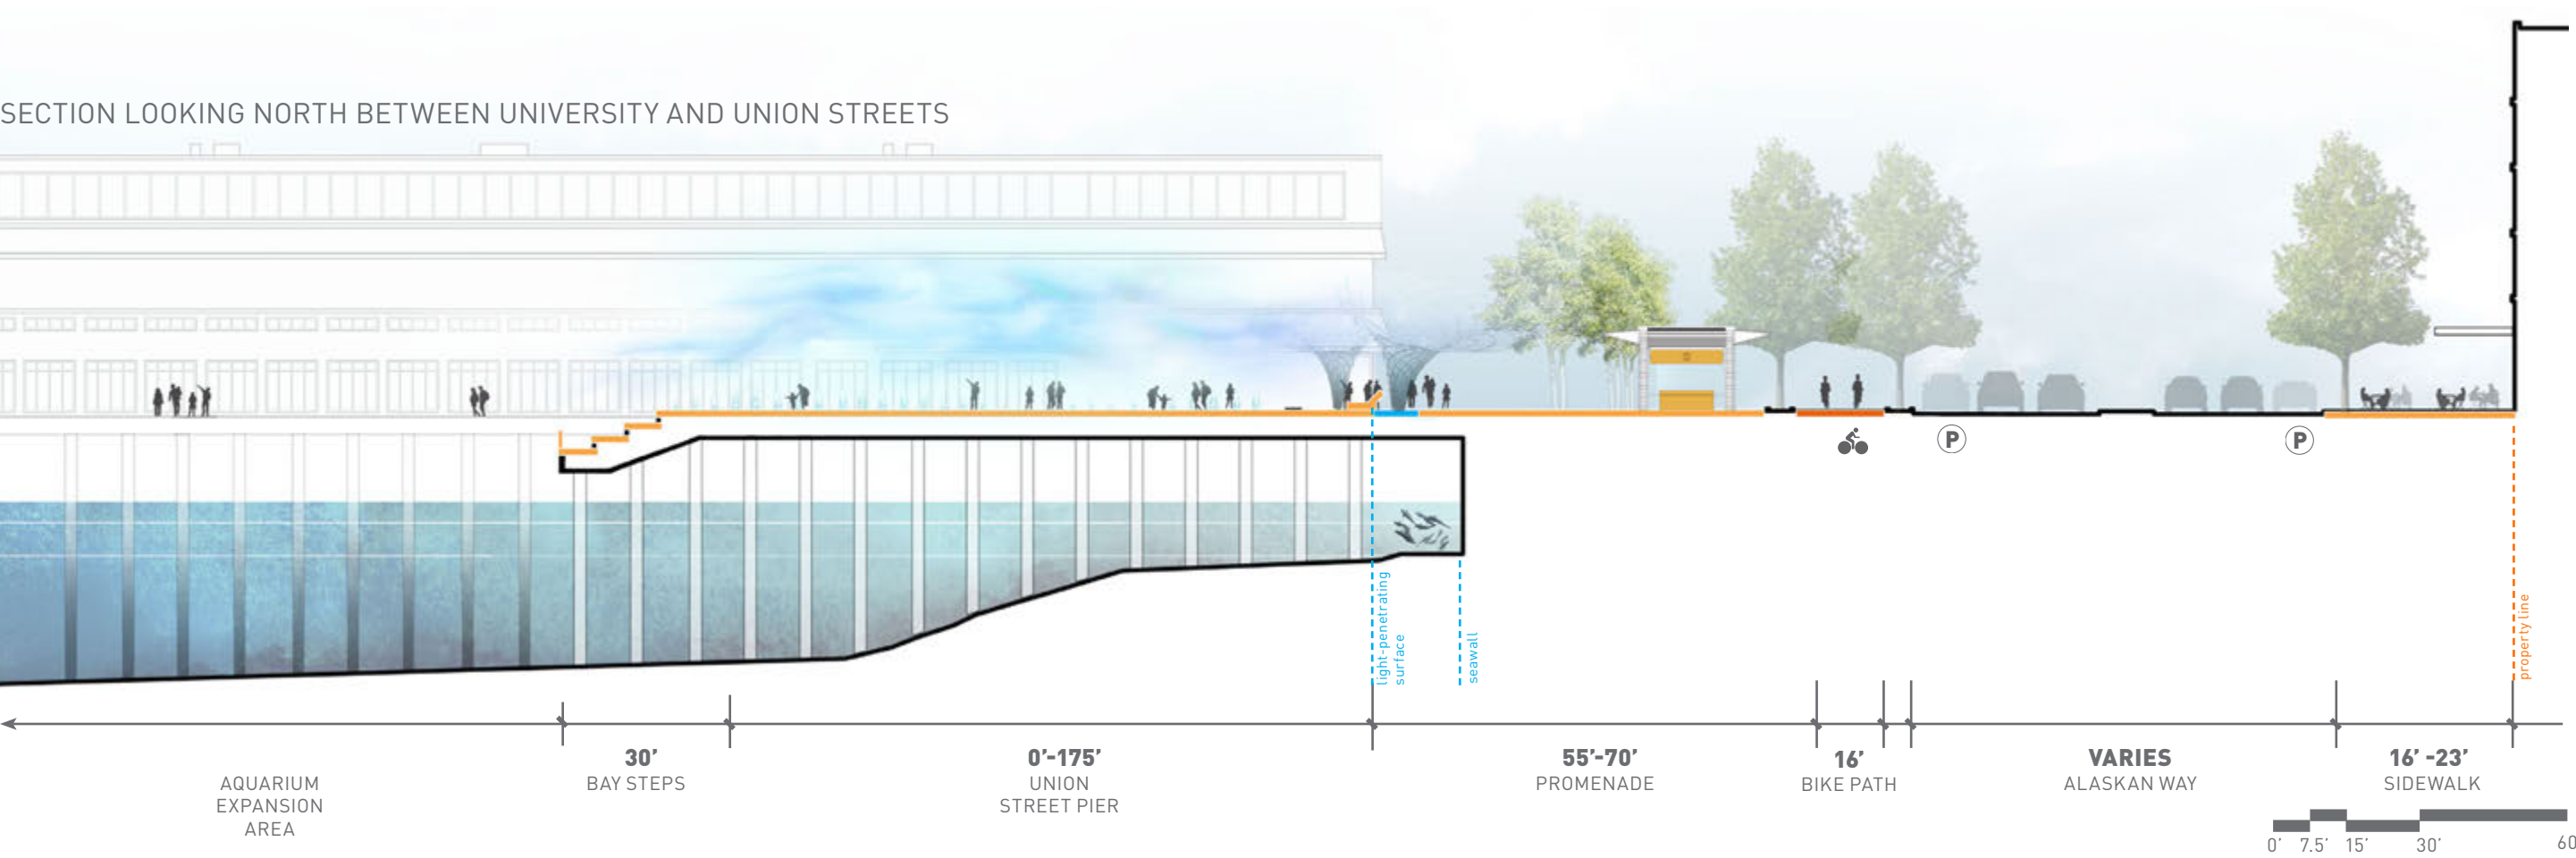 SECTION LOOKING NORTH BETWEEN UNIVERSITY AND UNION STREETS
P
P
light-penetrating
surface
seawall
property line
30’
BAY STEPS
0’-175’
UNION
STREET PIER
55’-70’
PROMENADE
16’
BIKE PATH
VARIES
ALASKAN WAY
16’ -23’
SIDEWALK
AQUARIUM
EXPANSION
AREA
0’ 7.5’ 15’ 30’ 60